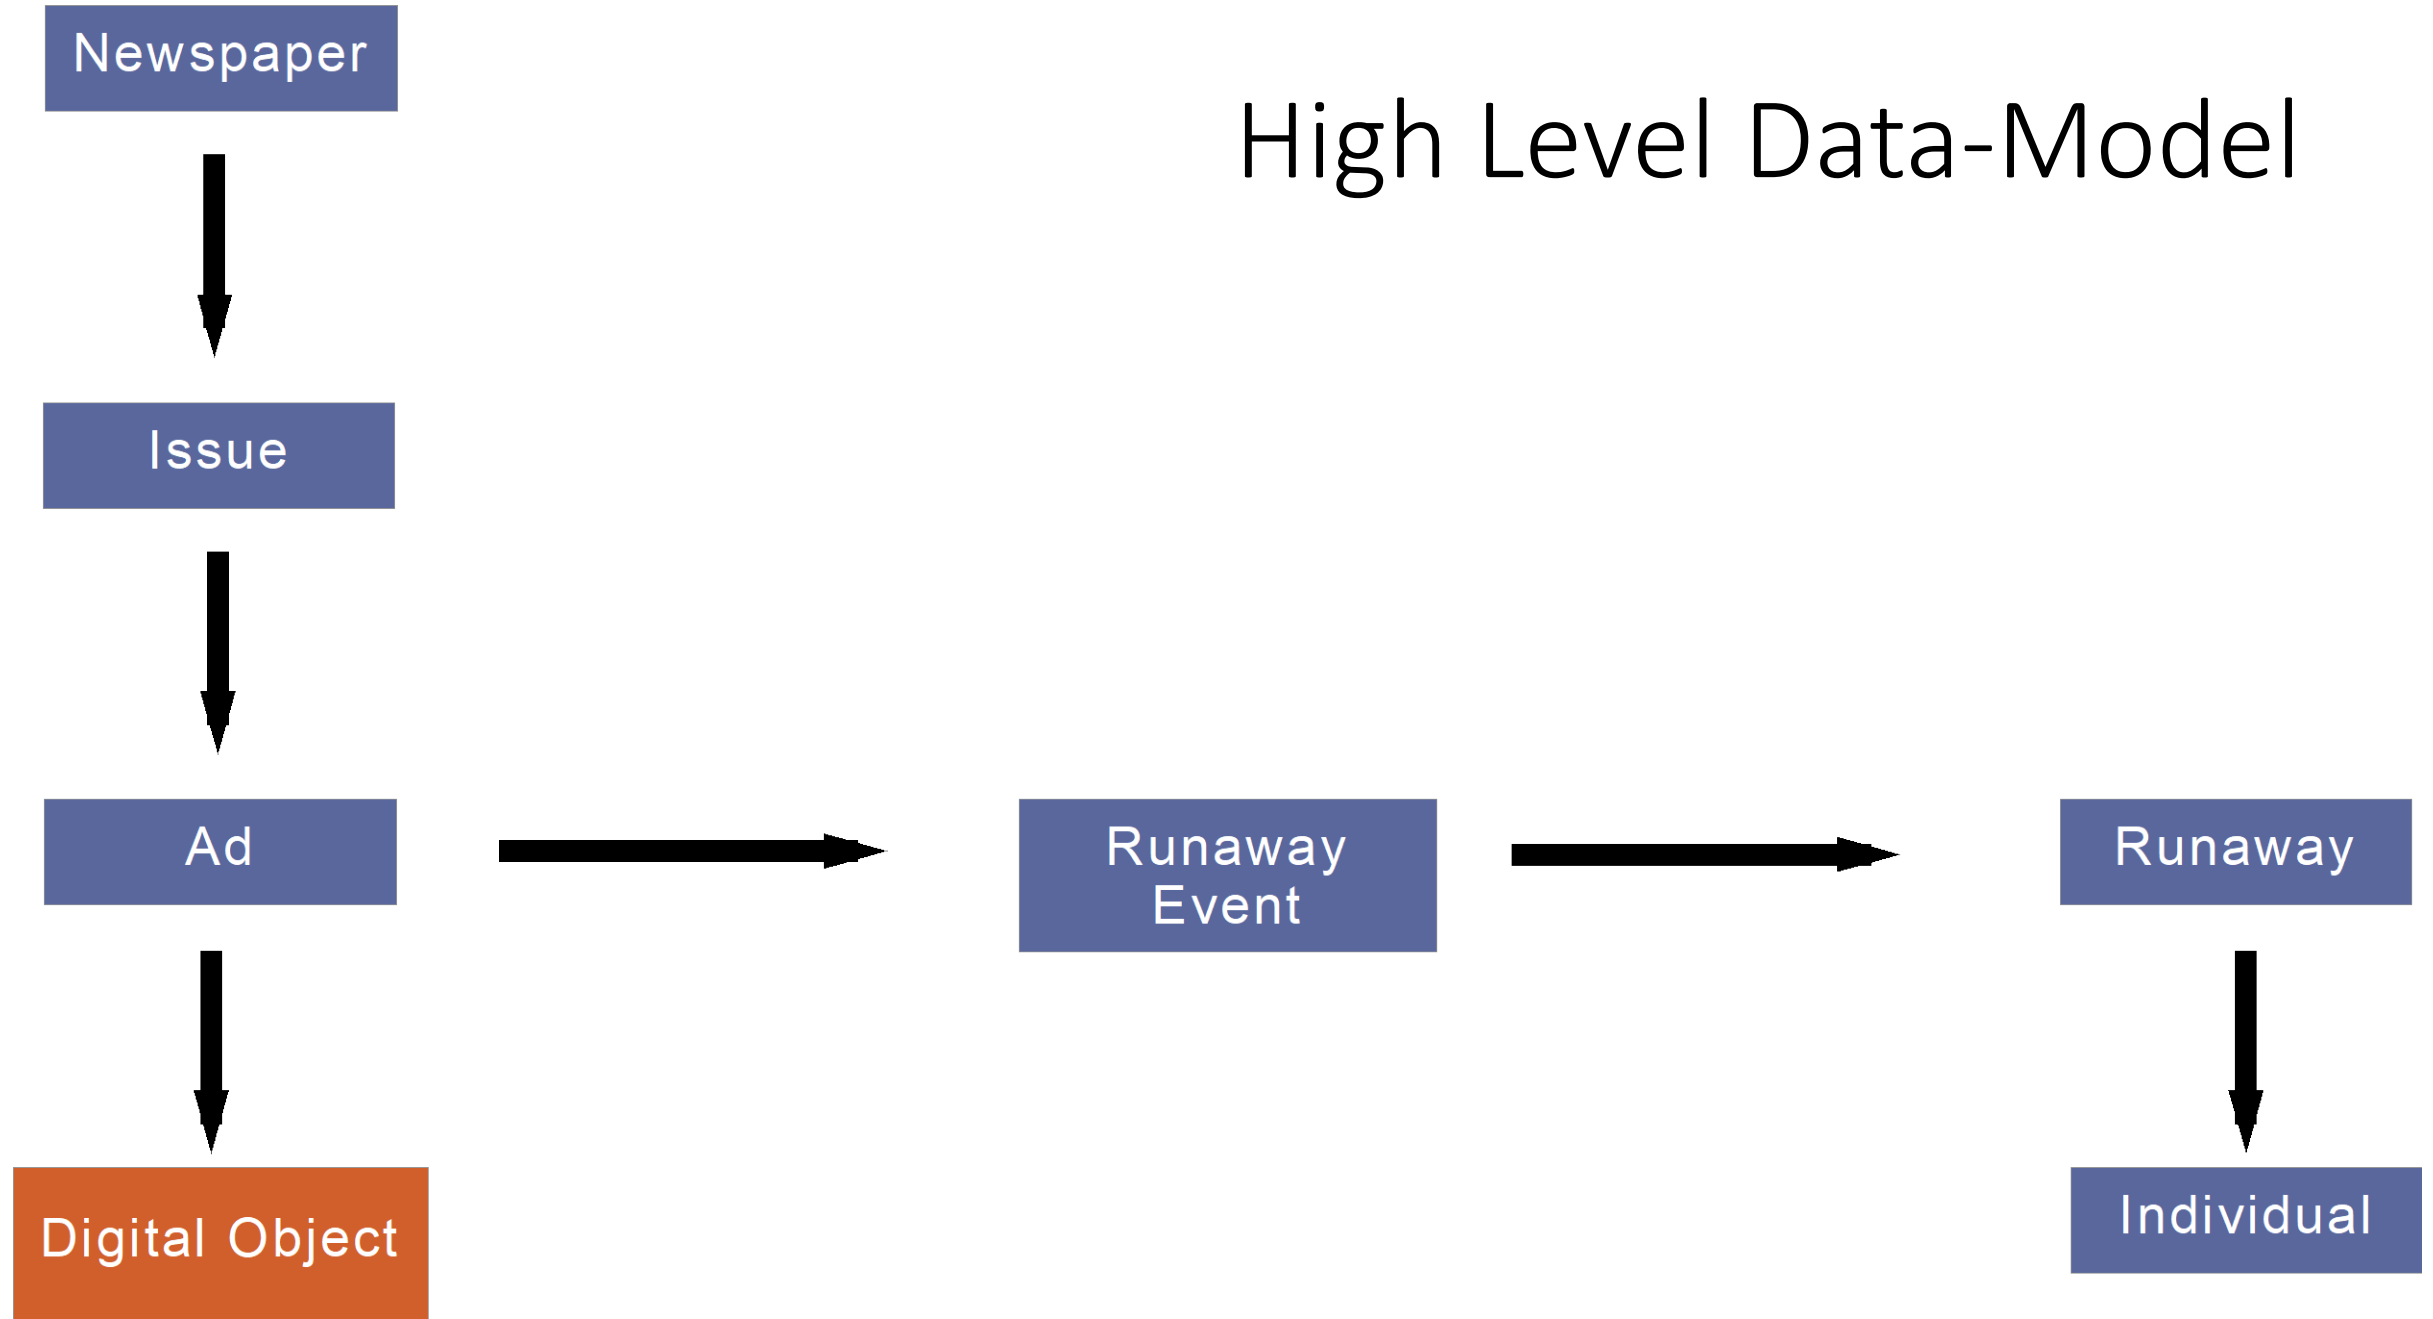 Newspaper
High Level Data-Model
Issue
Ad
Runaway
Event
Runaway
Digital Object
Individual